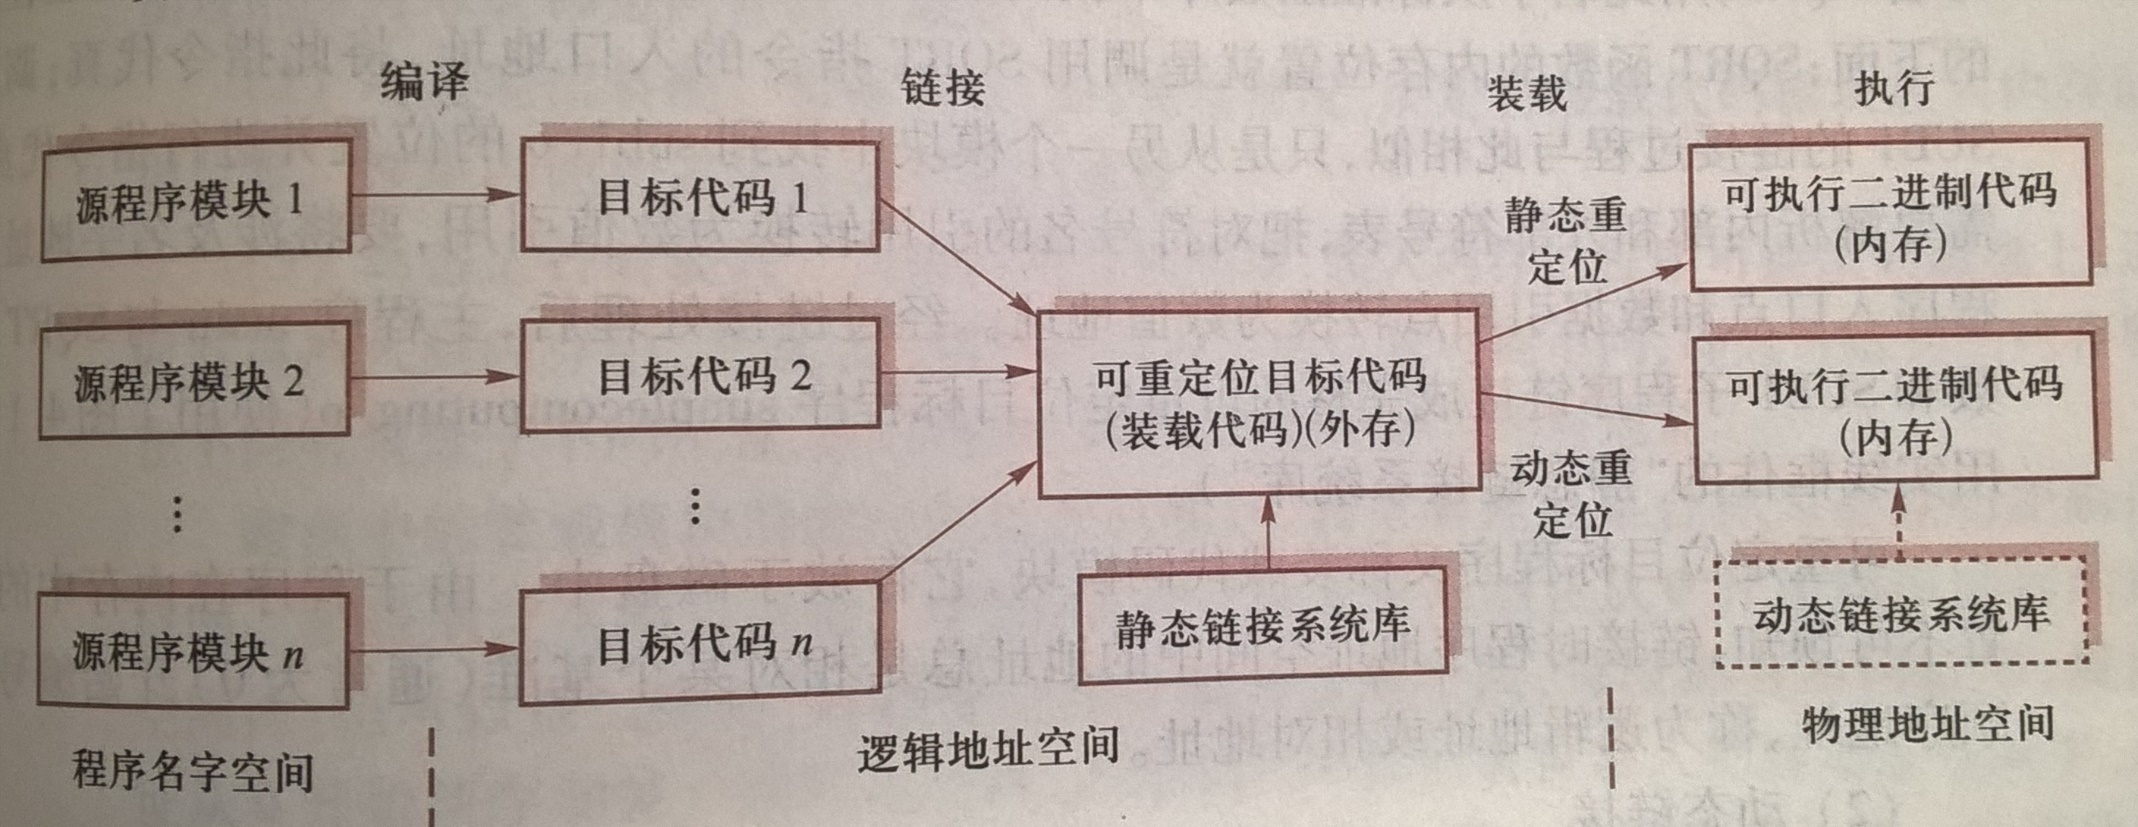 编译
链接
装载
执行
源程序模块 1
目标代码 1
静态重
定位
可执行二进制代码
(内存)
源程序模块 2
目标代码 2
可重定位目标代码
(装载代码)(外存)
动态重
定位
可执行二进制代码
(内存)
⋮
⋮
源程序模块 n
目标代码 n
静态链接系统库
动态链接系统库
程序名字空间
逻辑地址空间
物理地址空间